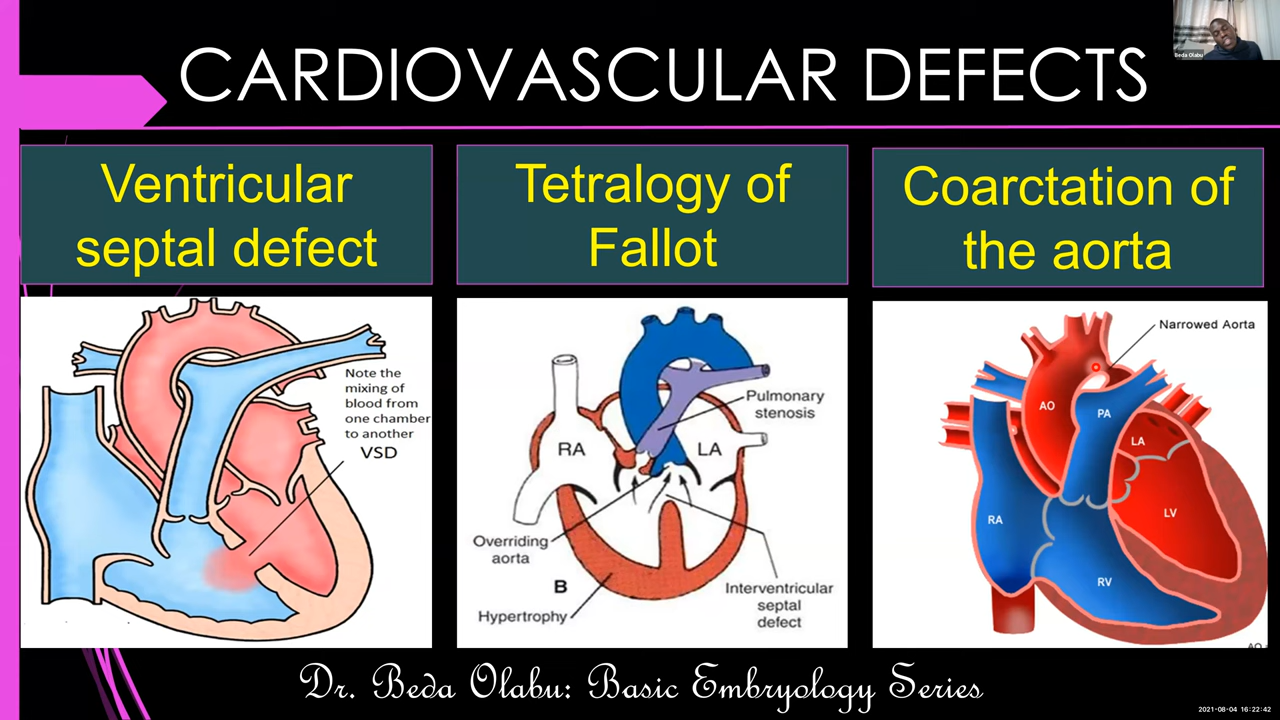 Beda Olabu
CARDIOVASCULAR DEFECTS
Ventricular
septal defect
Note the
mixing of
blood from
one chamber
to another
VSD
Tetralogy of
Fallot
Pulmonary
stenosis
RA
LA
Overriding
aorta
B
Hypertrophy
Interventricular
septal
defect
Coarctation of
the aorta
Narrowed Aorta
AO
PA
LA
LV
RA
RV
Dr. Beda Olabu: Basic Embryology Series
2021-08-04 16:22:42